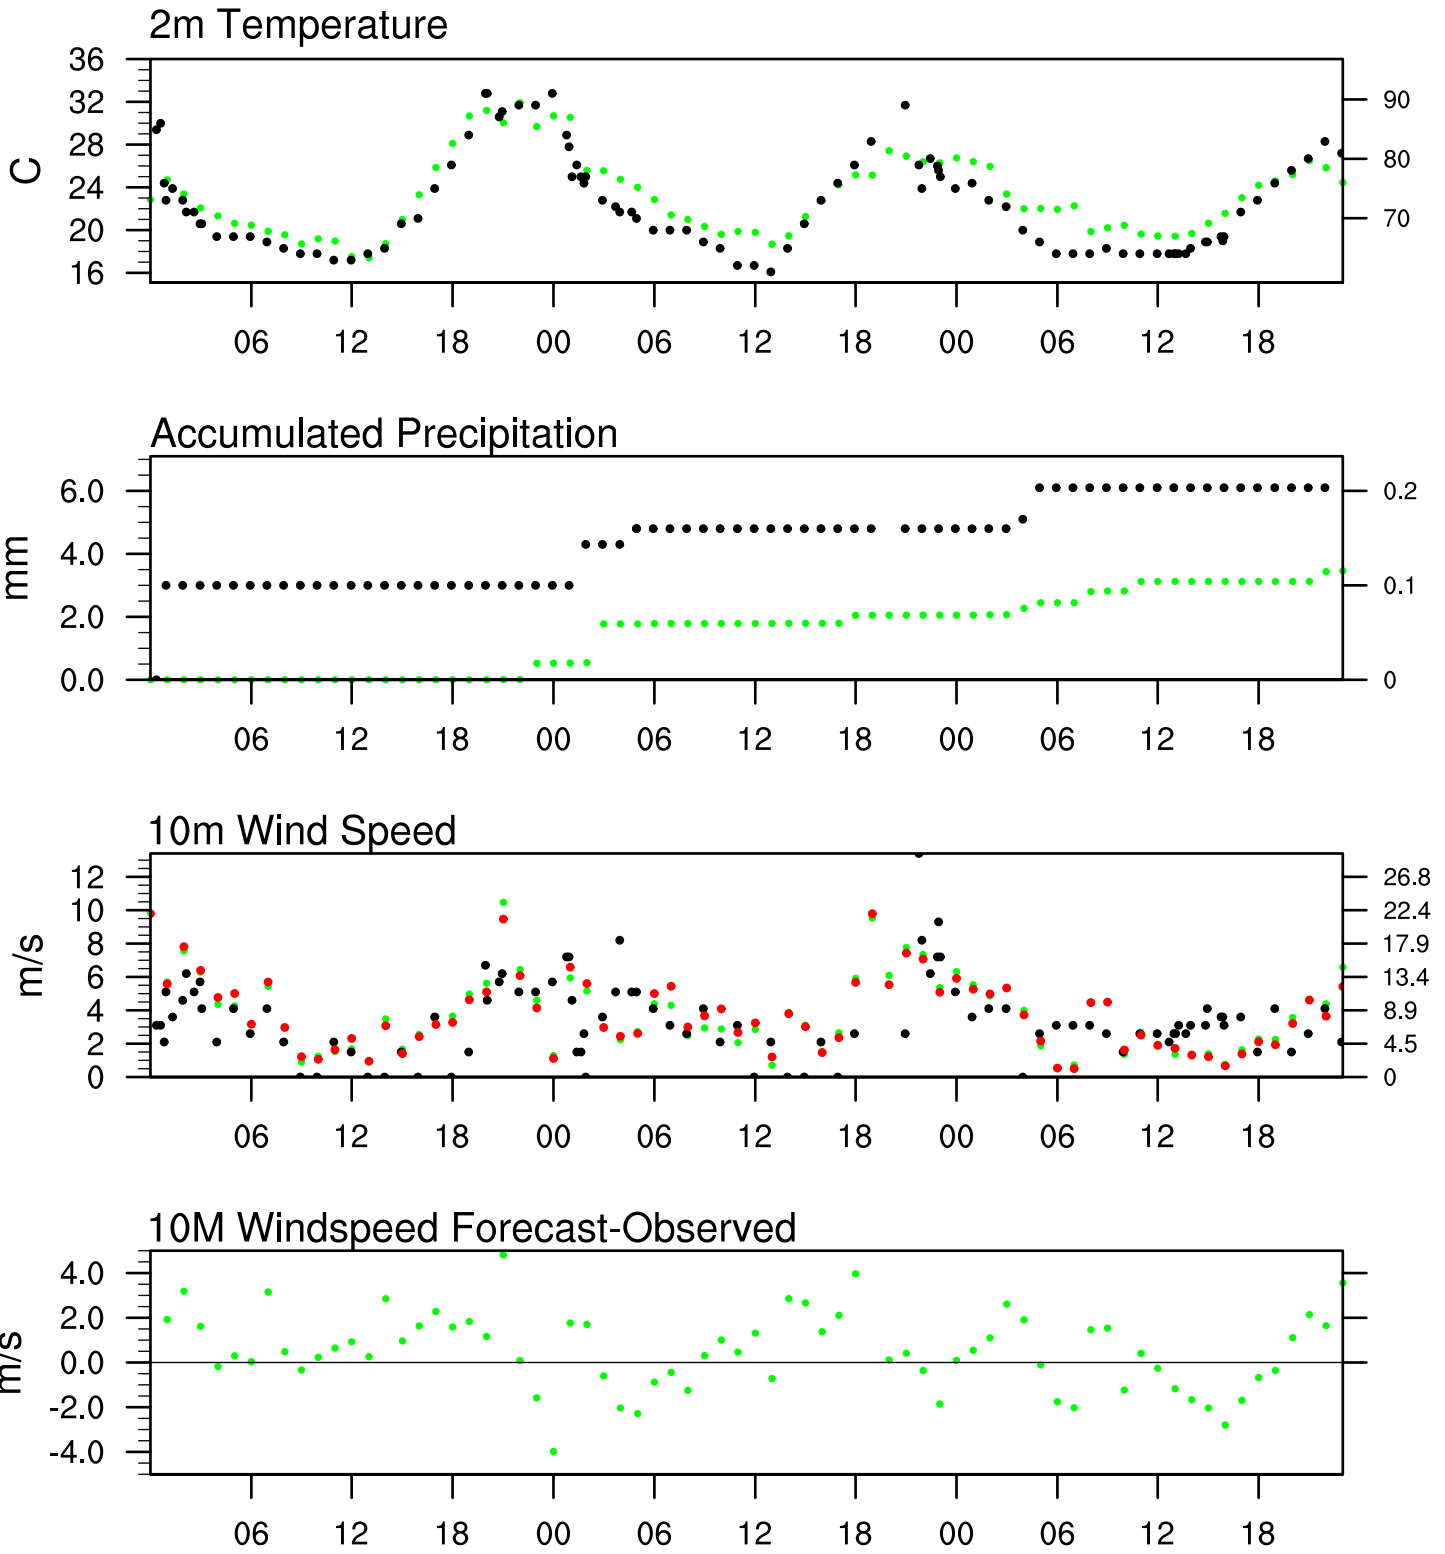 2m Temperature
36
32
28
24
20
16
C
90
80
70
06 12 18 00 06 12 18 00 06 12 18
Accumulated Precipitation
6.0
4.0
2.0
0.0
mm
0.2
0.1
0
06 12 18 00 06 12 18 00 06 12 18
10m Wind Speed
12
10
8
6
4
2
0
m/s
26.8
22.4
17.9
13.4
8.9
4.5
0
06 12 18 00 06 12 18 00 06 12 18
10M Windspeed Forecast-Observed
4.0
2.0
0.0
-2.0
-4.0
m/s
06 12 18 00 06 12 18 00 06 12 18